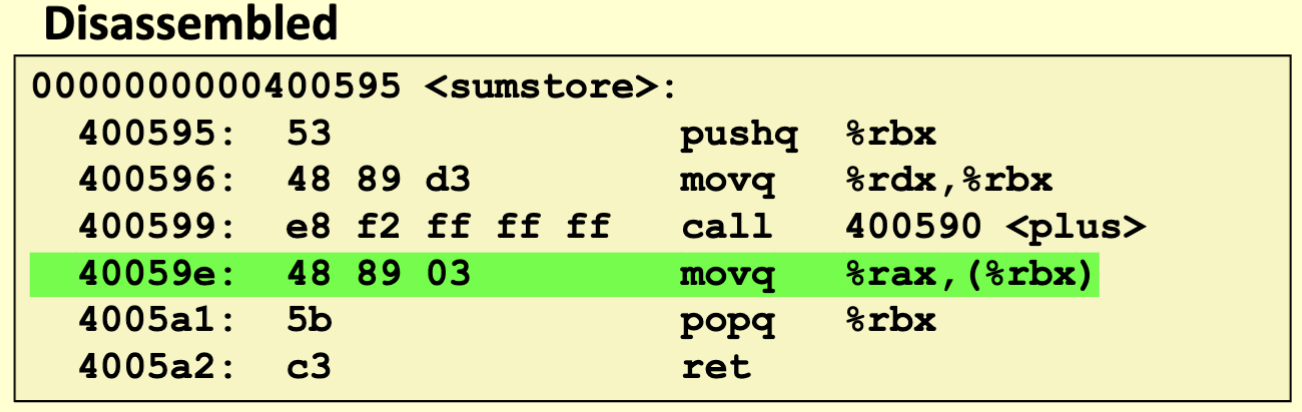 Disassembled
0000000000400595 <sumstore>:
400595: 53 pushq %rbx
400596: 48 89 d3 movq %rdx,%rbx
400599: e8 f2 ff ff ff call 400590 <plus>
40059e: 48 89 03 movq %rax,(%rbx)
4005a1: 5b popq %rbx
4005a2: c3 ret